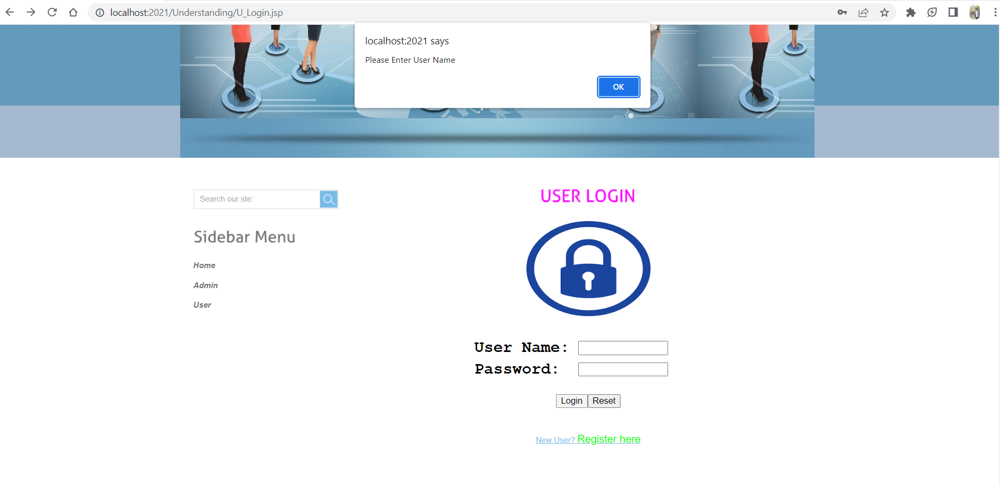 localhost:2021/Understanding/U_Login.jsp
localhost:2021 says
Please Enter User Name
OK
Search our ste:
USER LOGIN
Sidebar Menu
Home
Admin
User
User Name:
Password:
Login Reset
New User? Register here